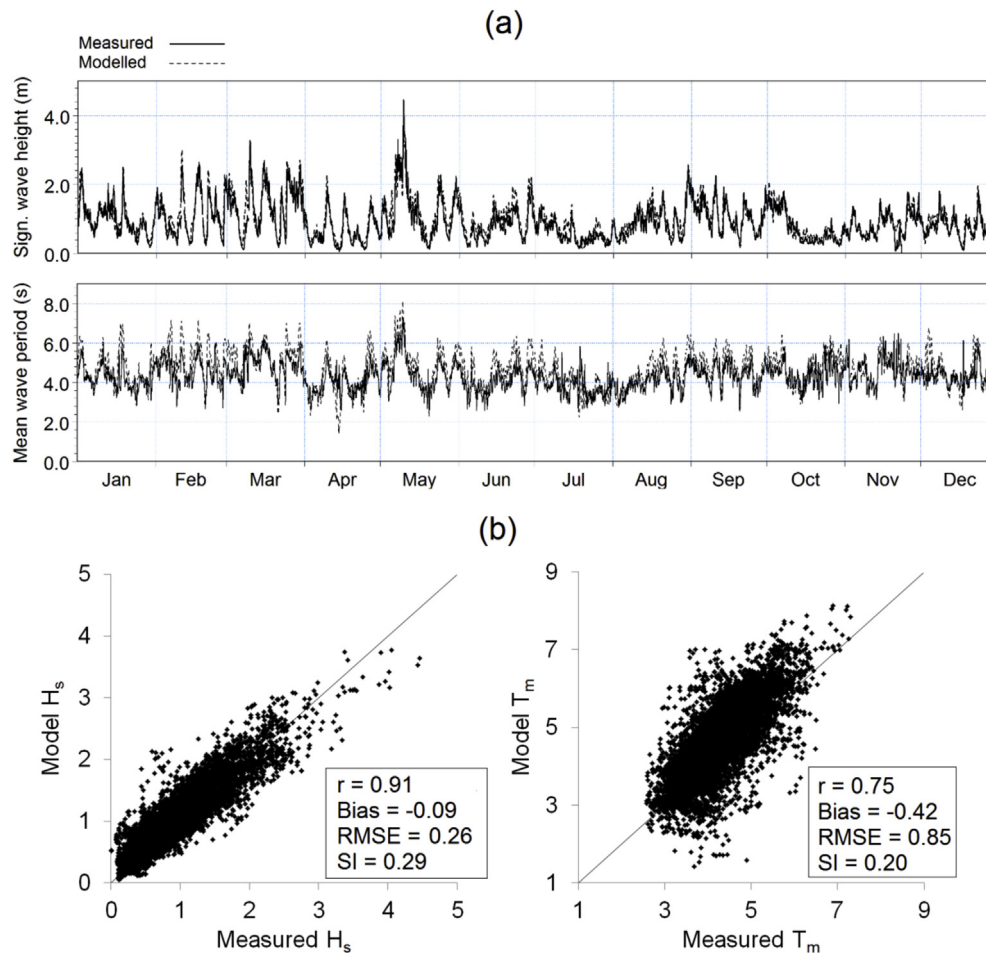 (a)
Measured
Modelled
Sign. wave height (m)
4.0
2.0
0.0
Mean wave period (s)
8.0
6.0
4.0
2.0
0.0
Jan Feb Mar Apr May Jun Jul Aug Sep Oct Nov Dec
(b)
Model Hₛ
5
4
3
2
1
0
0 1 2 3 4 5
Measured Hₛ
r = 0.91
Bias = -0.09
RMSE = 0.26
SI = 0.29
Model Tₘ
9
7
5
3
1
1 3 5 7 9
Measured Tₘ
r = 0.75
Bias = -0.42
RMSE = 0.85
SI = 0.20